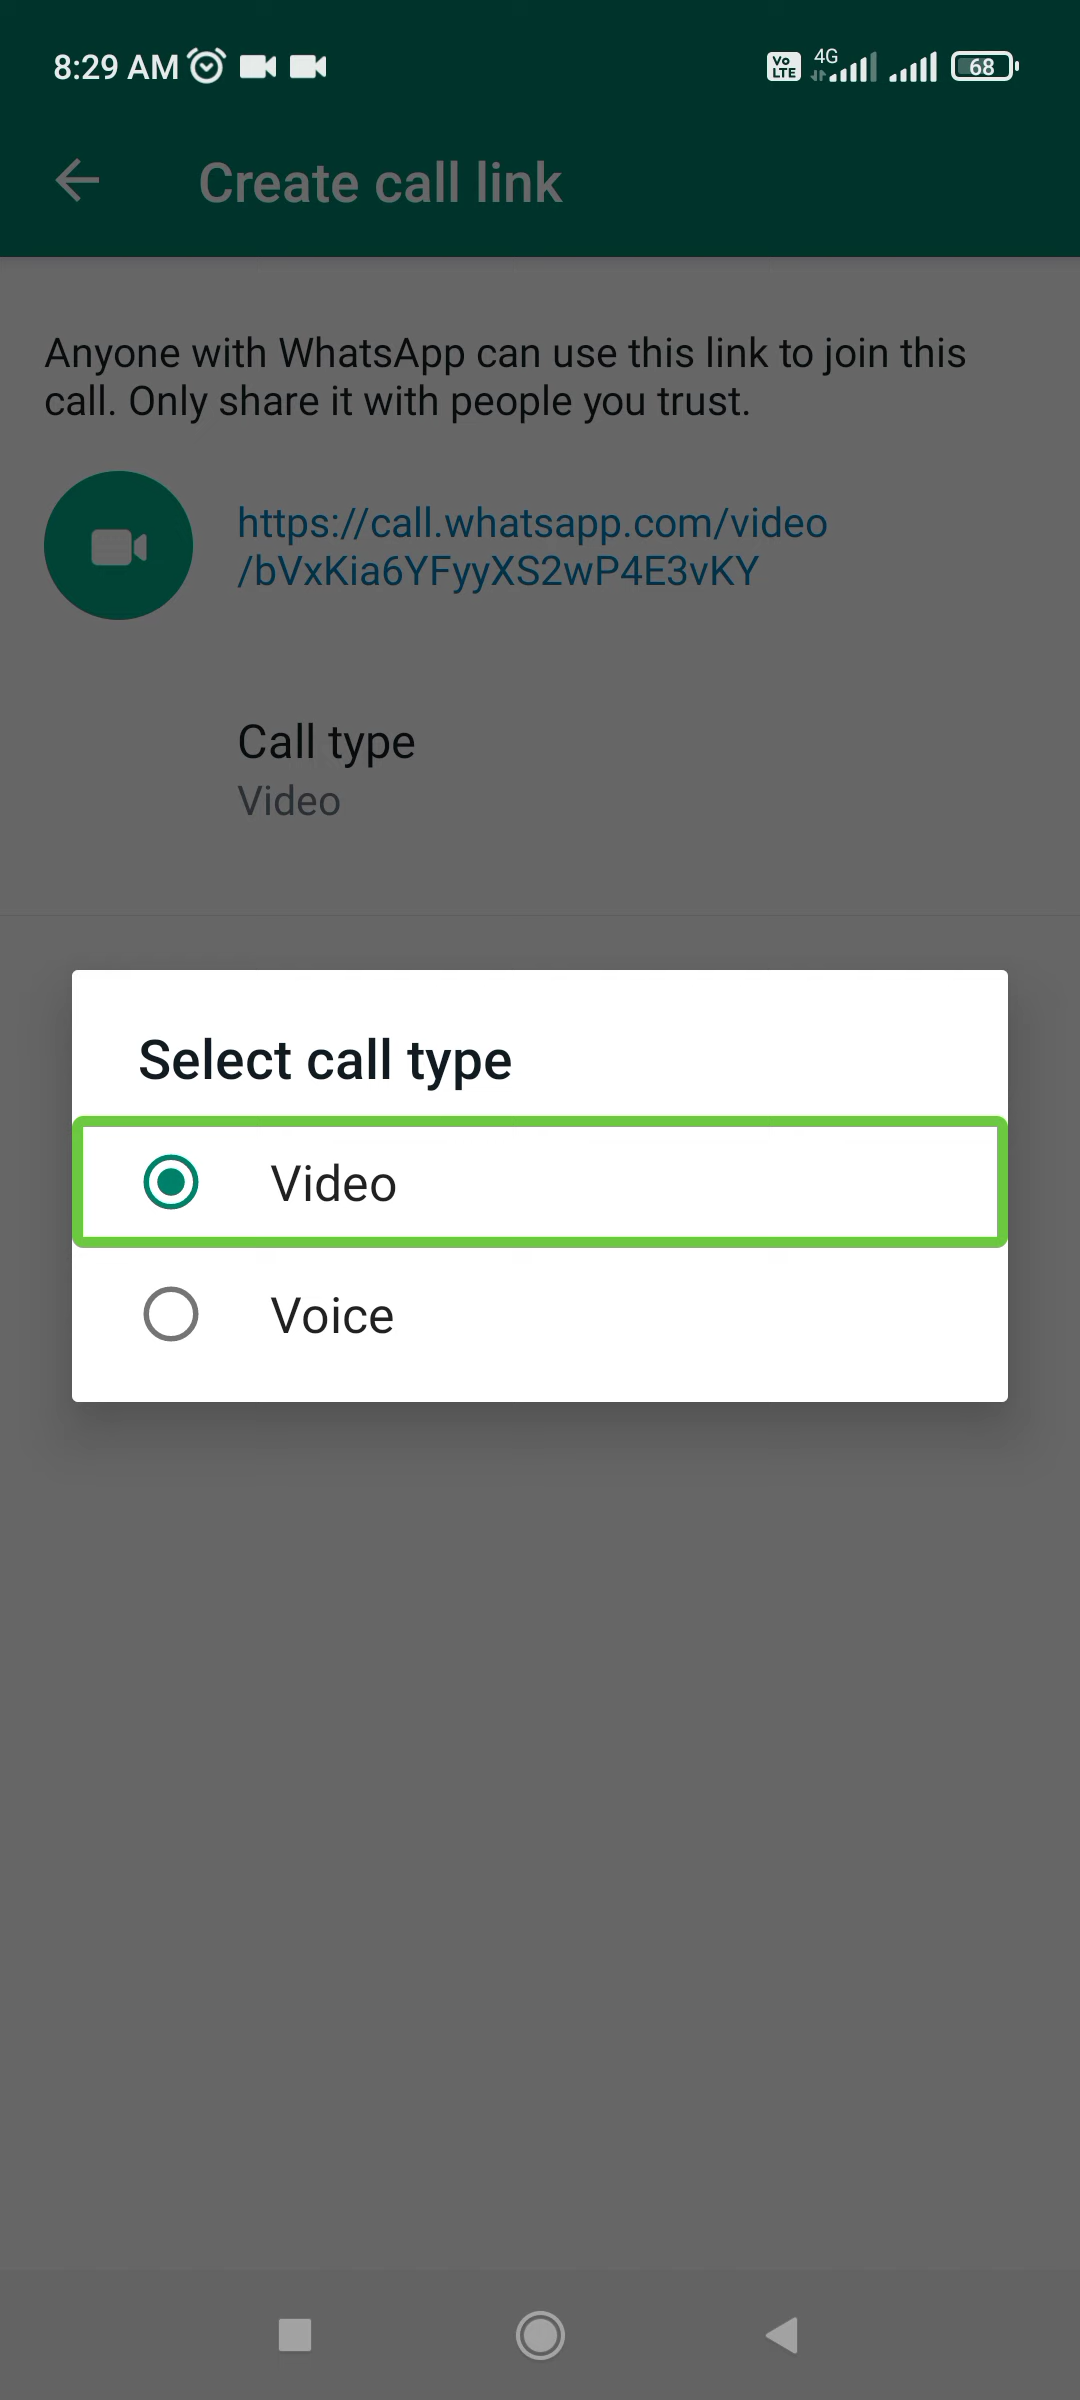 8:29 AM
Vo LTE 4G 68
Create call link
Anyone with WhatsApp can use this link to join this
call. Only share it with people you trust.
https://call.whatsapp.com/video
/bVxKia6YFyyXS2wP4E3vKY
Call type
Video
Select call type
Video
Voice